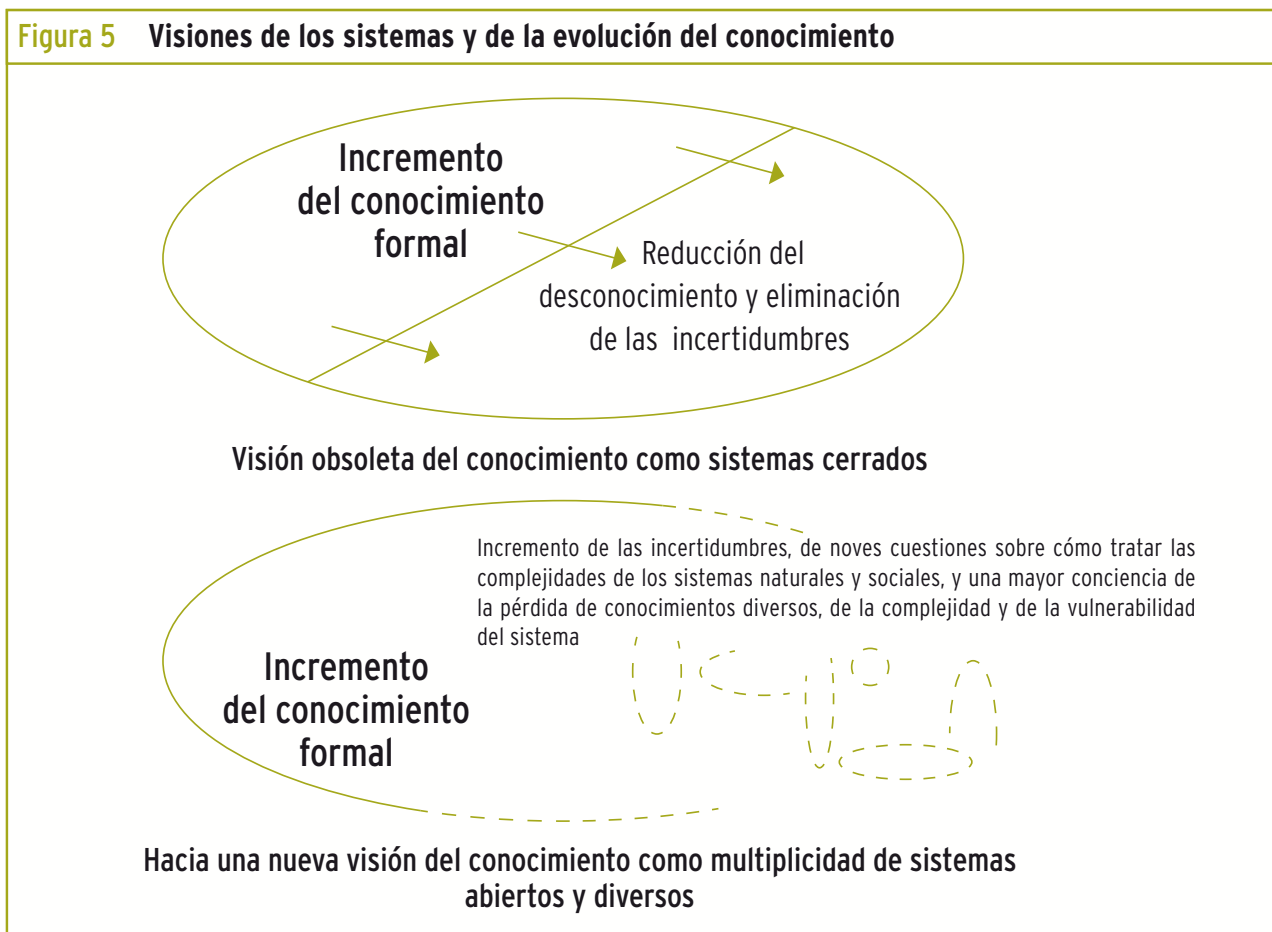 Figura 5 Visiones de los sistemas y de la evolución del conocimiento
Incremento
del conocimiento
formal
Reducción del
desconocimiento y eliminación
de las incertidumbres
Visión obsoleta del conocimiento como sistemas cerrados
Incremento de las incertidumbres, de noves cuestiones sobre cómo tratar las
complejidades de los sistemas naturales y sociales, y una mayor conciencia de
la pérdida de conocimientos diversos, de la complejidad y de la vulnerabilidad
del sistema
Incremento
del conocimiento
formal
Hacia una nueva visión del conocimiento como multiplicidad de sistemas
abiertos y diversos